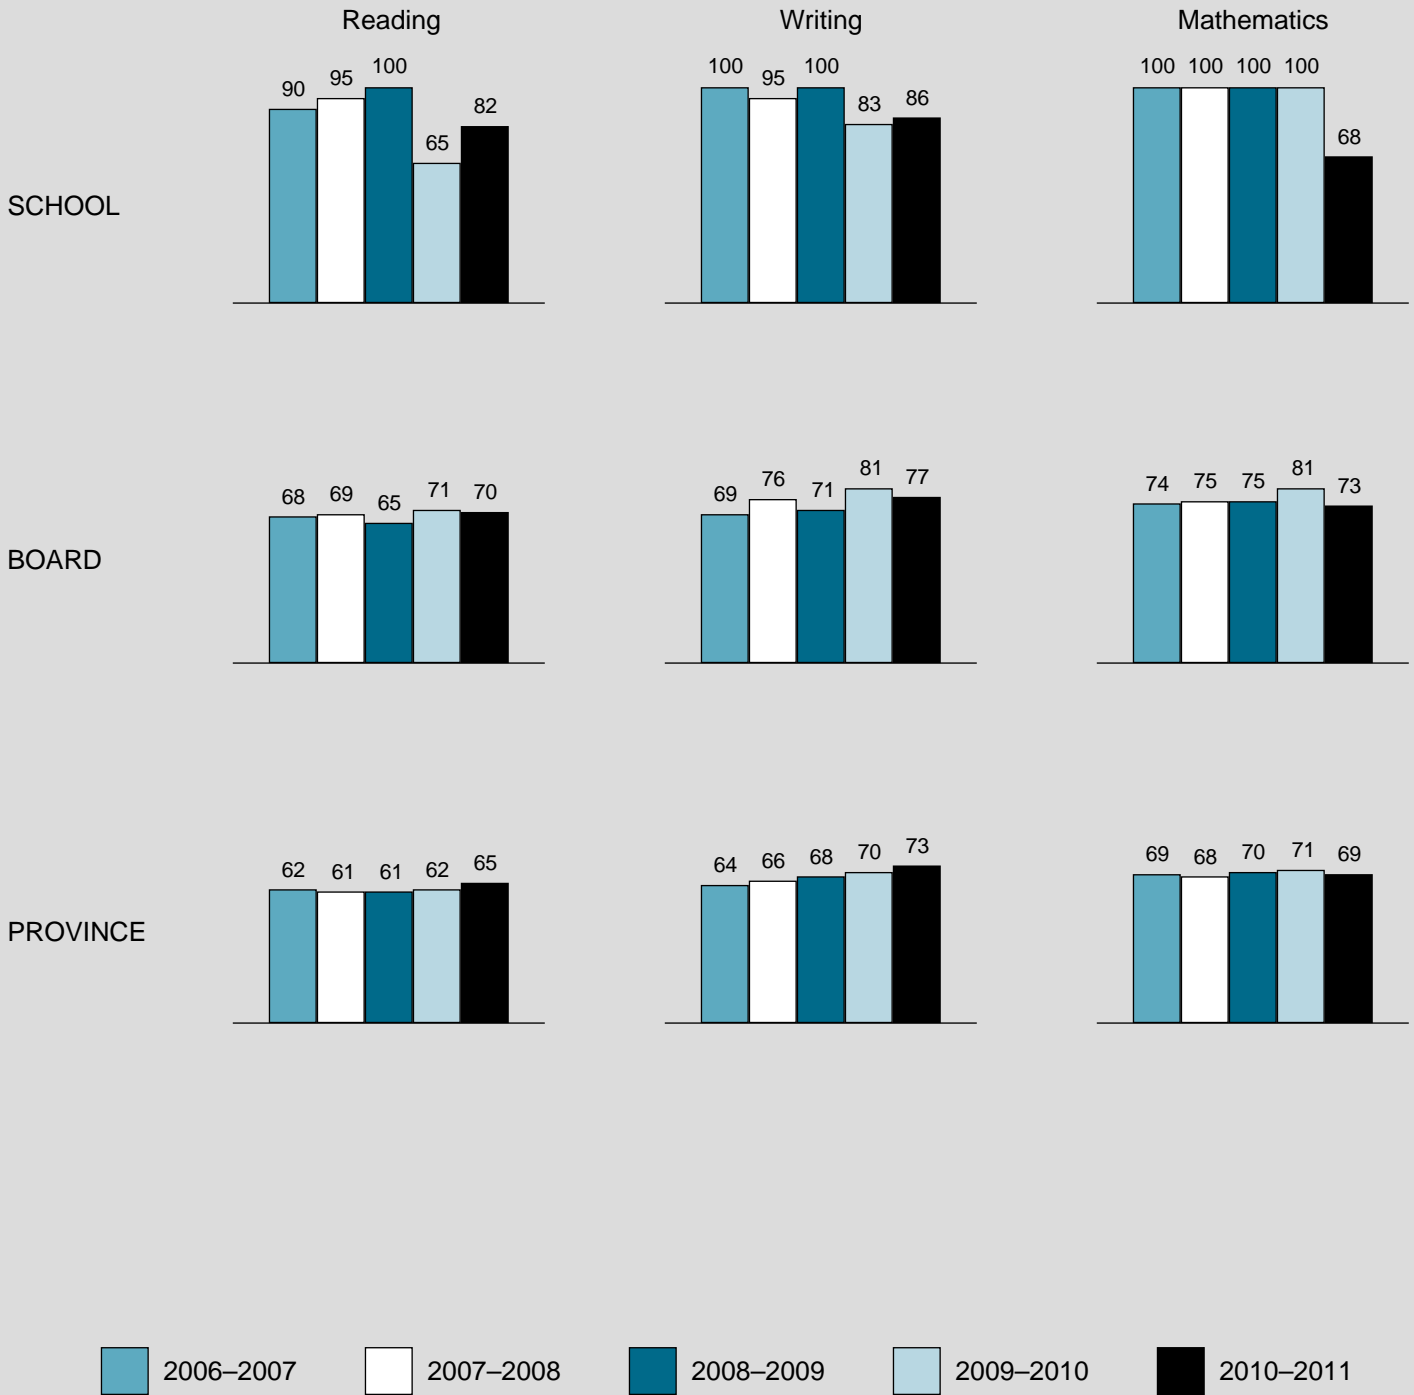 Reading Writing Mathematics
90 95 100 65 82
100 95 100 83 86
100 100 100 100 68
SCHOOL
68 69 65 71 70
69 76 71 81 77
74 75 75 81 73
BOARD
62 61 61 62 65
64 66 68 70 73
69 68 70 71 69
PROVINCE
2006–2007 2007–2008 2008–2009 2009–2010 2010–2011